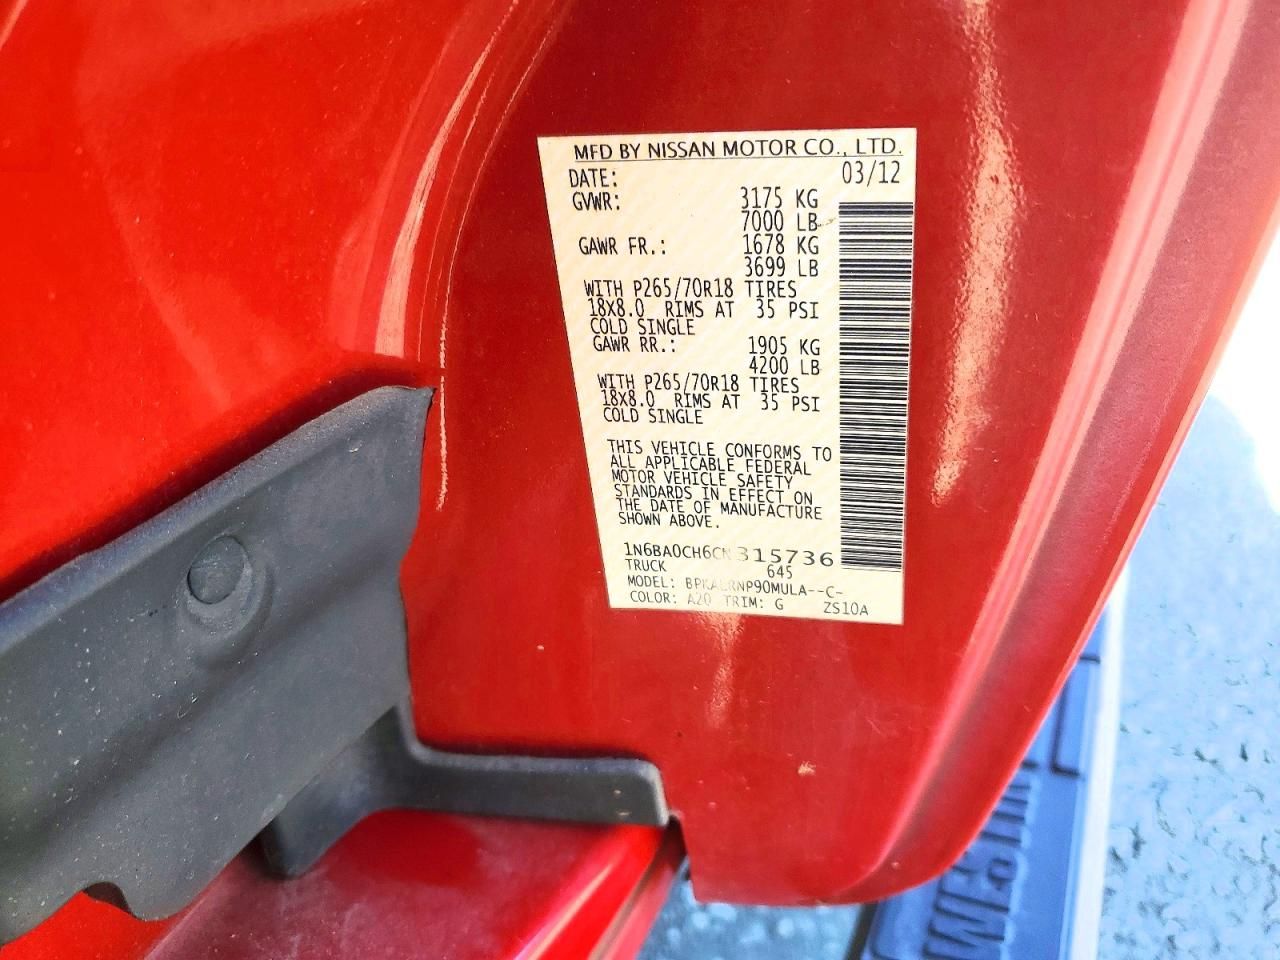 MFD BY NISSAN MOTOR CO., LTD.
DATE: 03/12
GVWR: 3175 KG
7000 LB
GAWR FR.: 1678 KG
3699 LB
WITH P265/70R18 TIRES
18X8.0 RIMS AT 35 PSI
COLD SINGLE
GAWR RR.: 1905 KG
4200 LB
WITH P265/70R18 TIRES
18X8.0 RIMS AT 35 PSI
COLD SINGLE
THIS VEHICLE CONFORMS TO
ALL APPLICABLE FEDERAL
MOTOR VEHICLE SAFETY
STANDARDS IN EFFECT ON
THE DATE OF MANUFACTURE
SHOWN ABOVE.
1N6BA0CH6CN315736
TRUCK 645
MODEL:
COLOR: A20 TRIM: G ZS10A